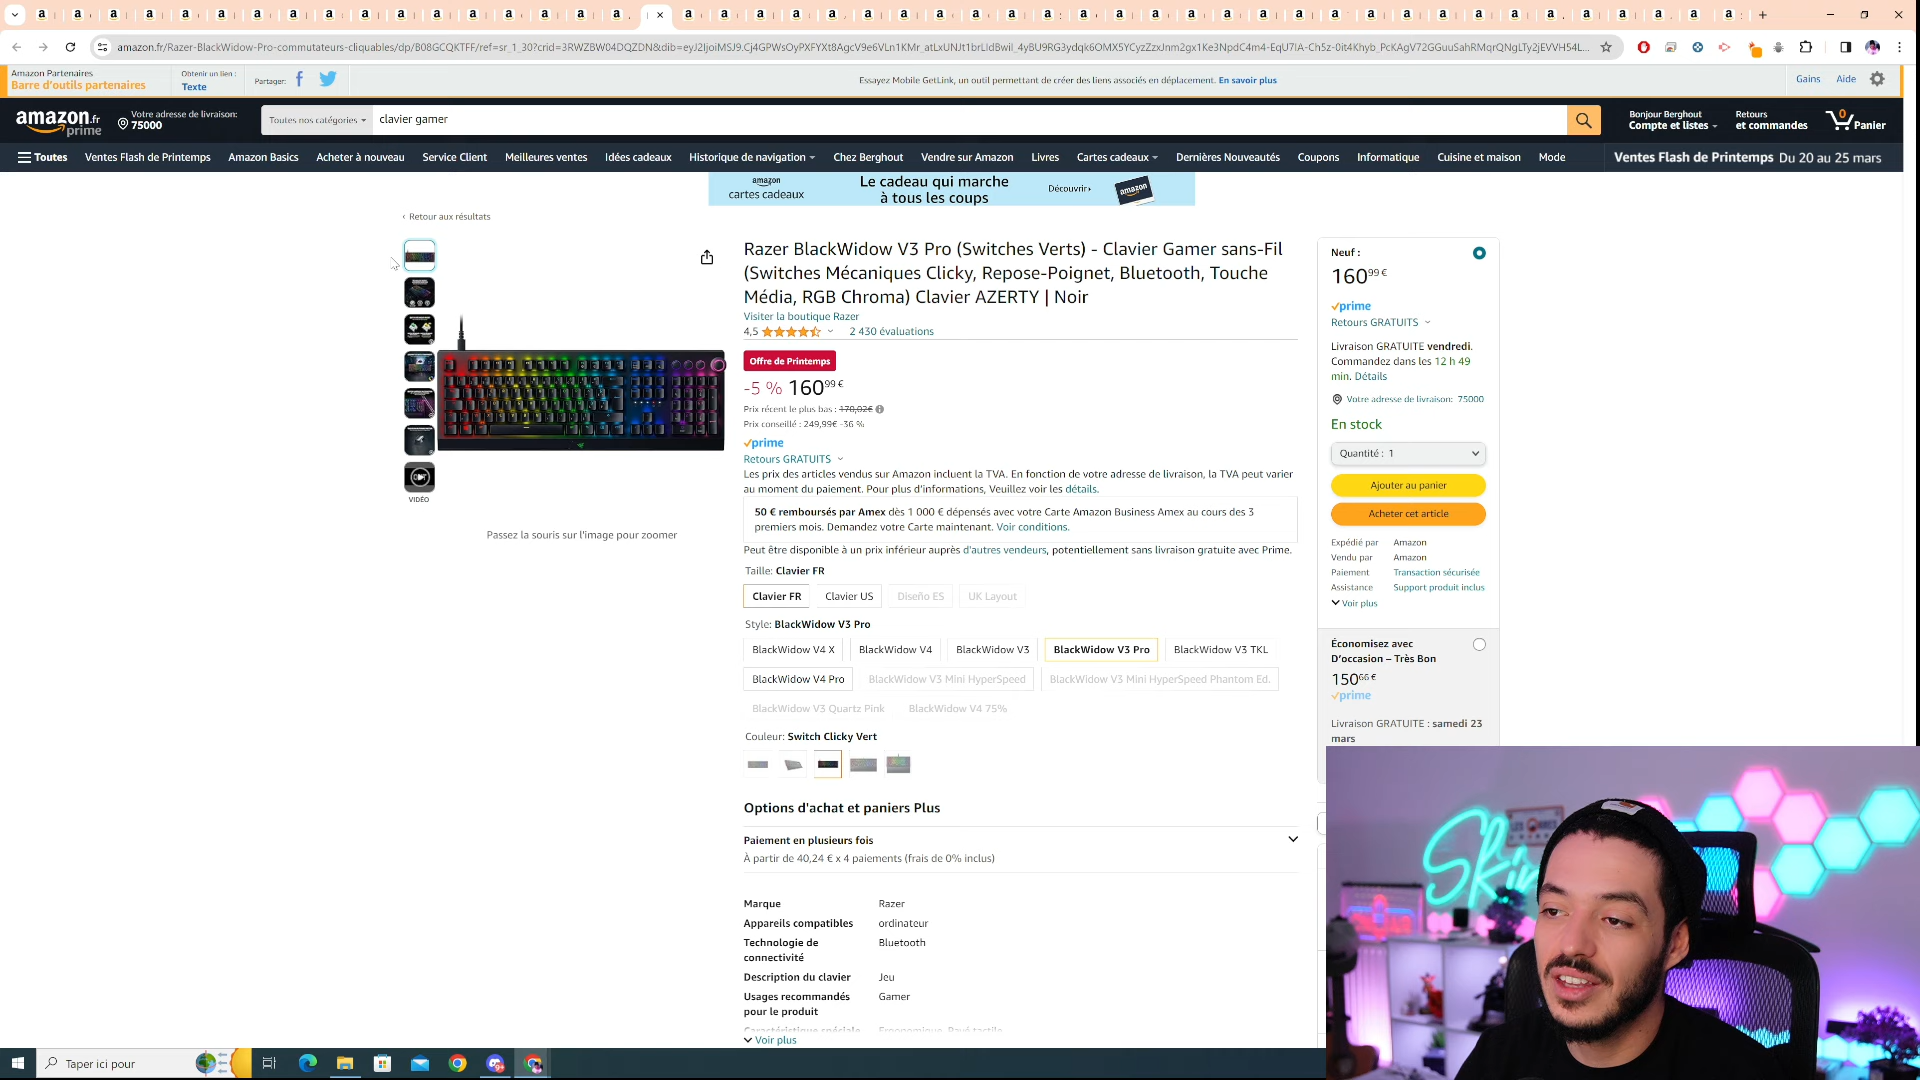 amazon.fr/Razer-BlackWidow-Pro-commutateurs-cliquables/dp/B08GCQKTFF/ref=sr_1_30?crid=3RWZBW04DQZDN
Amazon Partenaires
Barre d'outils partenaires
Obtenir un lien :
Texte
Partager:
Essayez Mobile GetLink, un outil permettant de créer des liens associés en déplacement. En savoir plus
Gains
Aide
amazon.fr
prime
Votre adresse de livraison:
75000
Toutes nos catégories
clavier gamer
Bonjour Berghout
Compte et listes
Retours
et commandes
0
Panier
Toutes
Ventes Flash de Printemps
Amazon Basics
Acheter à nouveau
Service Client
Meilleures ventes
Idées cadeaux
Historique de navigation
Chez Berghout
Vendre sur Amazon
Livres
Cartes cadeaux
Dernières Nouveautés
Coupons
Informatique
Cuisine et maison
Mode
Ventes Flash de Printemps Du 20 au 25 mars
amazon
cartes cadeaux
Le cadeau qui marche
à tous les coups
Découvrir›
amazon
‹ Retour aux résultats
Razer BlackWidow V3 Pro (Switches Verts) - Clavier Gamer sans-Fil
(Switches Mécaniques Clicky, Repose-Poignet, Bluetooth, Touche
Média, RGB Chroma) Clavier AZERTY | Noir
Visiter la boutique Razer
4,5
2 430 évaluations
Offre de Printemps
-5 % 160,99 €
Prix récent le plus bas : 170,02€
Prix conseillé : 249,99€ -36 %
prime
Retours GRATUITS
Les prix des articles vendus sur Amazon incluent la TVA. En fonction de votre adresse de livraison, la TVA peut varier
au moment du paiement. Pour plus d'informations, Veuillez voir les détails.
50 € remboursés par Amex dès 1 000 € dépensés avec votre Carte Amazon Business Amex au cours des 3
premiers mois. Demandez votre Carte maintenant. Voir conditions.
Peut être disponible à un prix inférieur auprès d'autres vendeurs, potentiellement sans livraison gratuite avec Prime.
Taille: Clavier FR
Clavier FR
Clavier US
Diseño ES
UK Layout
Style: BlackWidow V3 Pro
BlackWidow V4 X
BlackWidow V4
BlackWidow V3
BlackWidow V3 Pro
BlackWidow V3 TKL
BlackWidow V4 Pro
BlackWidow V3 Mini HyperSpeed
BlackWidow V3 Mini HyperSpeed Phantom Ed.
BlackWidow V3 Quartz Pink
BlackWidow V4 75%
Couleur: Switch Clicky Vert
Options d'achat et paniers Plus
Paiement en plusieurs fois
À partir de 40,24 € x 4 paiements (frais de 0% inclus)
Marque
Razer
Appareils compatibles
ordinateur
Technologie de
connectivité
Bluetooth
Description du clavier
Jeu
Usages recommandés
pour le produit
Gamer
Caractéristique spéciale
Ergonomique, Pavé tactile
Voir plus
VIDÉO
Passez la souris sur l'image pour zoomer
Neuf :
160,99 €
prime
Retours GRATUITS
Livraison GRATUITE vendredi.
Commandez dans les 12 h 49
min. Détails
Votre adresse de livraison: 75000
En stock
Quantité : 1
Ajouter au panier
Acheter cet article
Expédié par
Amazon
Vendu par
Amazon
Paiement
Transaction sécurisée
Assistance
Support produit inclus
Voir plus
Économisez avec
D'occasion – Très Bon
150,66 €
prime
Livraison GRATUITE : samedi 23
mars
Taper ici pour